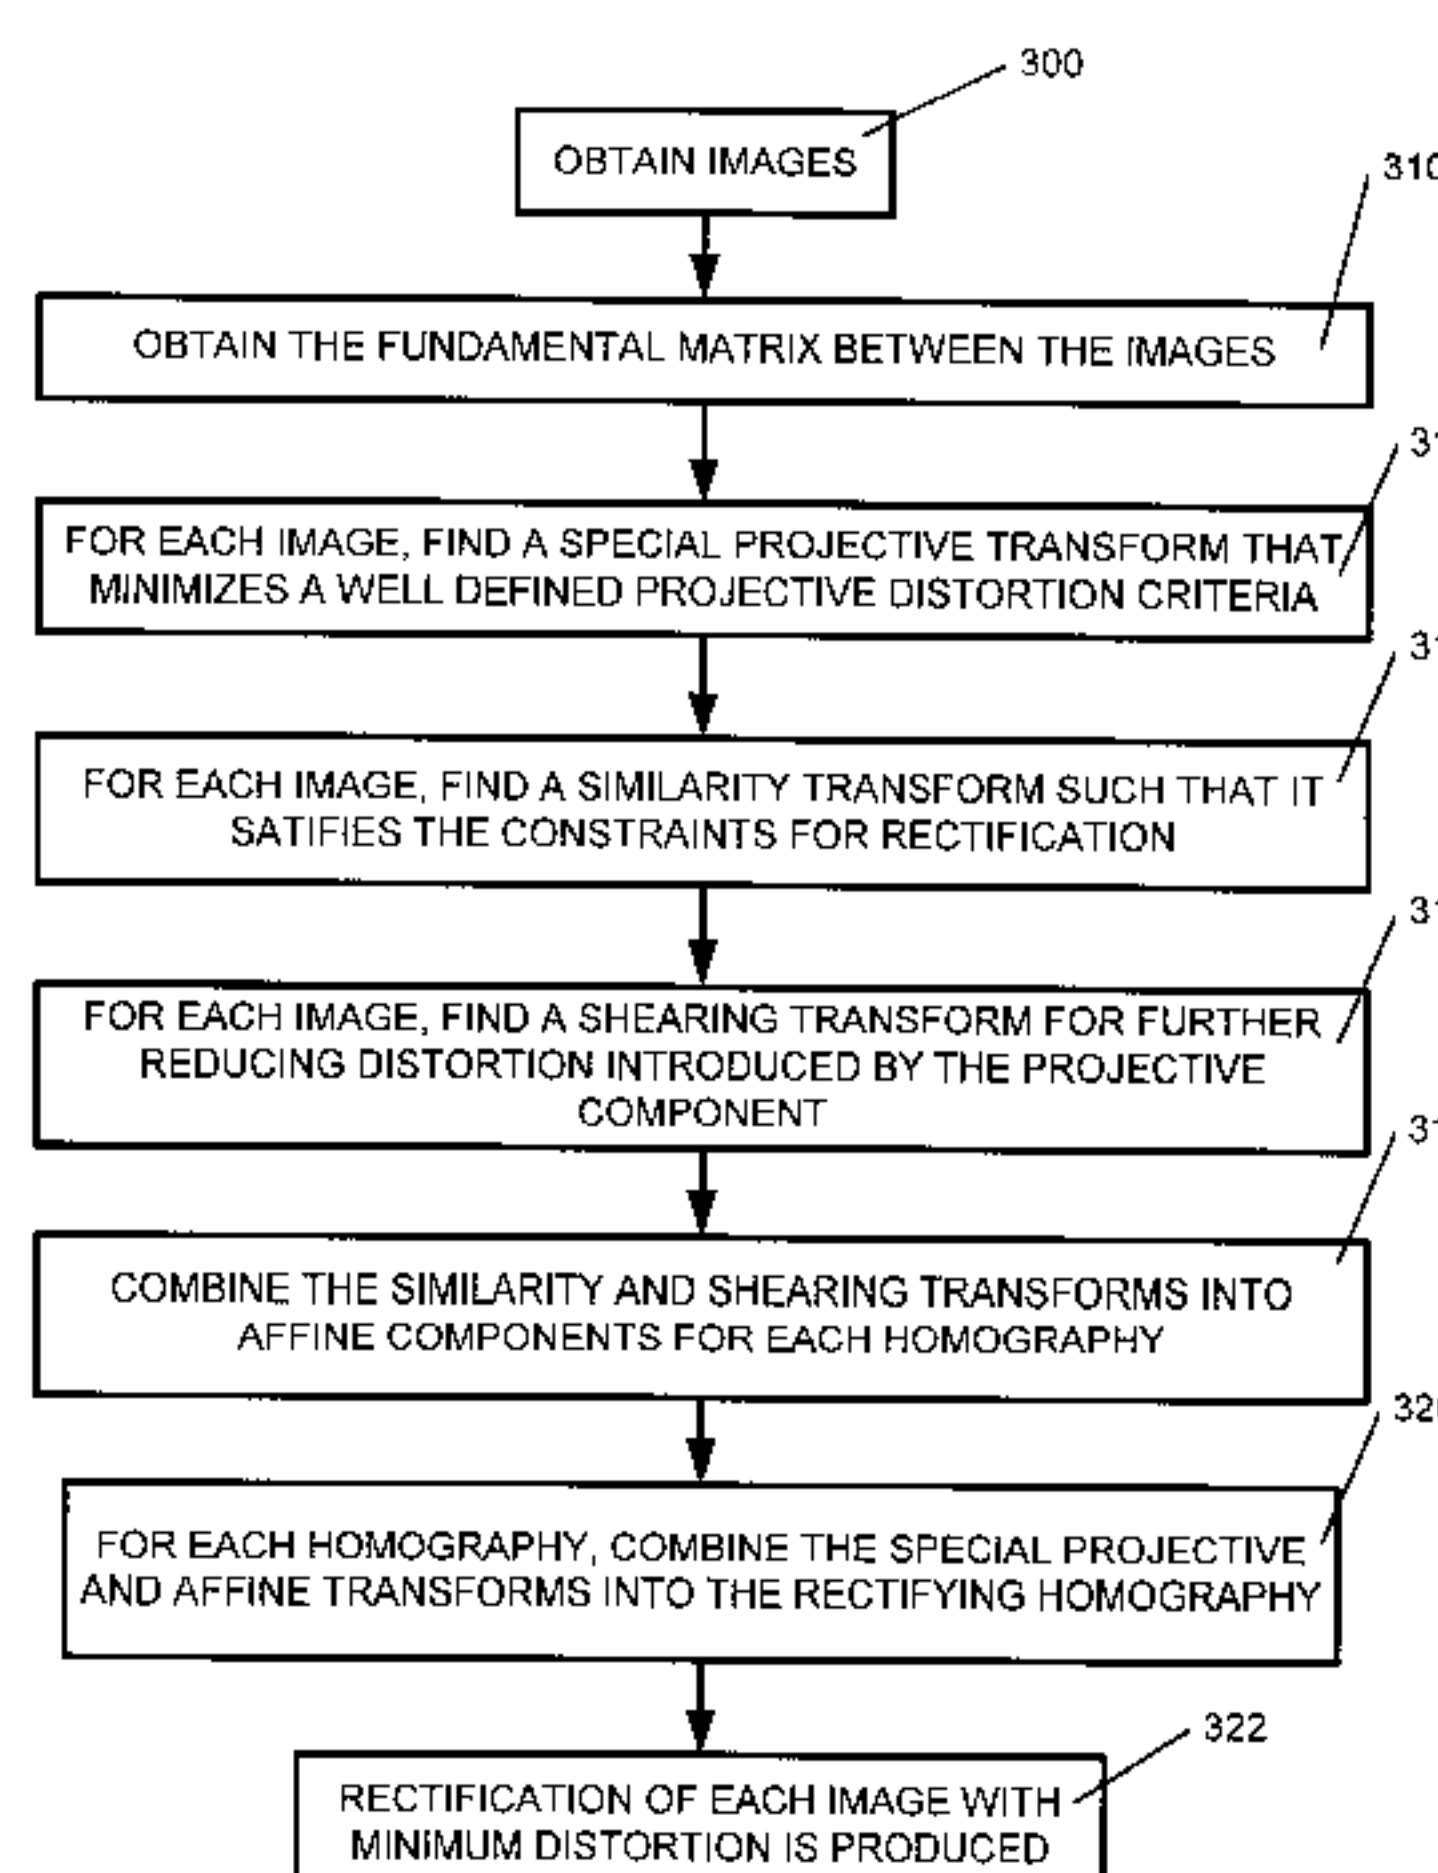 300
OBTAIN IMAGES
310
OBTAIN THE FUNDAMENTAL MATRIX BETWEEN THE IMAGES
FOR EACH IMAGE, FIND A SPECIAL PROJECTIVE TRANSFORM THAT
MINIMIZES A WELL DEFINED PROJECTIVE DISTORTION CRITERIA
FOR EACH IMAGE, FIND A SIMILARITY TRANSFORM SUCH THAT IT
SATIFIES THE CONSTRAINTS FOR RECTIFICATION
FOR EACH IMAGE, FIND A SHEARING TRANSFORM FOR FURTHER
REDUCING DISTORTION INTRODUCED BY THE PROJECTIVE
COMPONENT
COMBINE THE SIMILARITY AND SHEARING TRANSFORMS INTO
AFFINE COMPONENTS FOR EACH HOMOGRAPHY
320
FOR EACH HOMOGRAPHY, COMBINE THE SPECIAL PROJECTIVE
AND AFFINE TRANSFORMS INTO THE RECTIFYING HOMOGRAPHY
322
RECTIFICATION OF EACH IMAGE WITH
MINIMUM DISTORTION IS PRODUCED